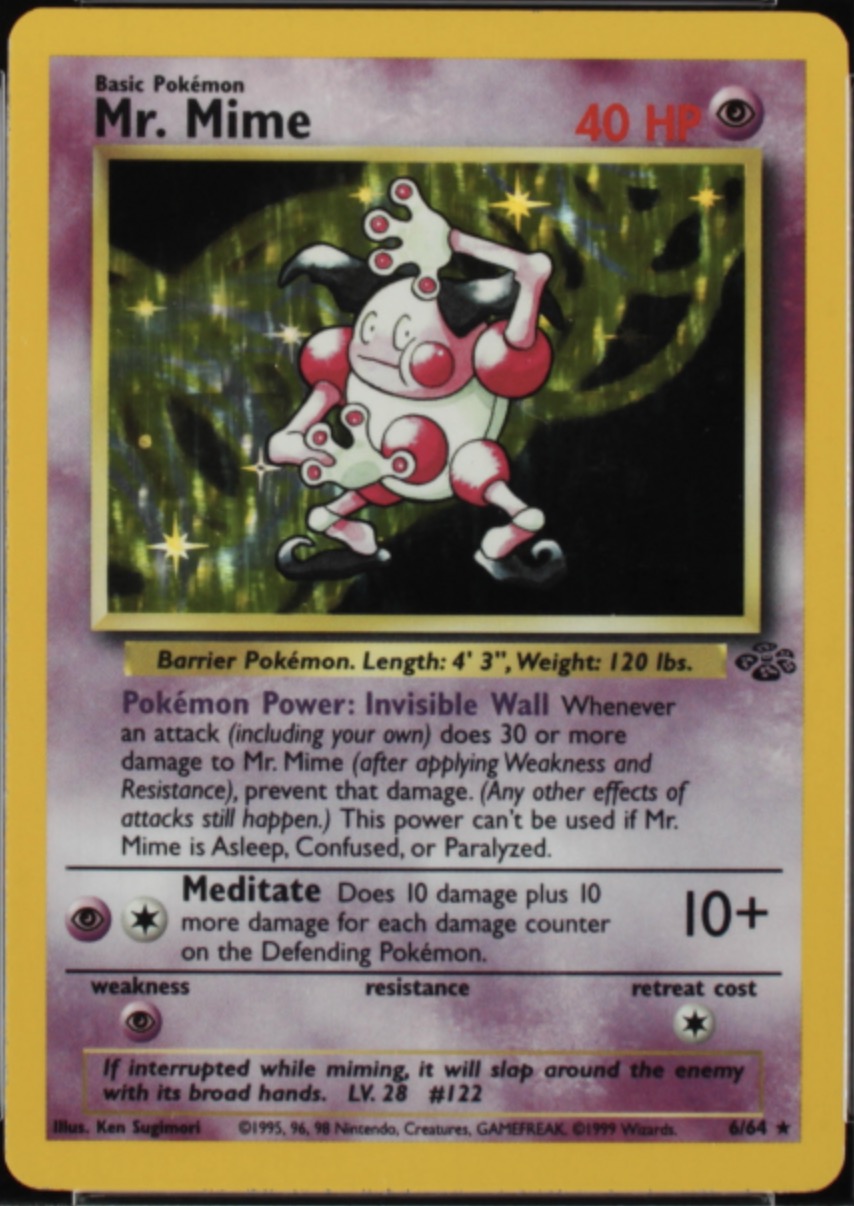 Basic Pokémon
Mr. Mime
40 HP
Barrier Pokémon. Length: 4' 3", Weight: 120 lbs.
Pokémon Power: Invisible Wall Whenever
an attack (including your own) does 30 or more
damage to Mr. Mime (after applying Weakness and
Resistance), prevent that damage. (Any other effects of
attacks still happen.) This power can't be used if Mr.
Mime is Asleep, Confused, or Paralyzed.
Meditate Does 10 damage plus 10
more damage for each damage counter
on the Defending Pokémon.
10+
weakness resistance retreat cost
If interrupted while miming, it will slap around the enemy
with its broad hands. LV. 28 #122
Illus. Ken Sugimori ©1995, 96, 98 Nintendo, Creatures, GAMEFREAK. ©1999 Wizards. 6/64 ★